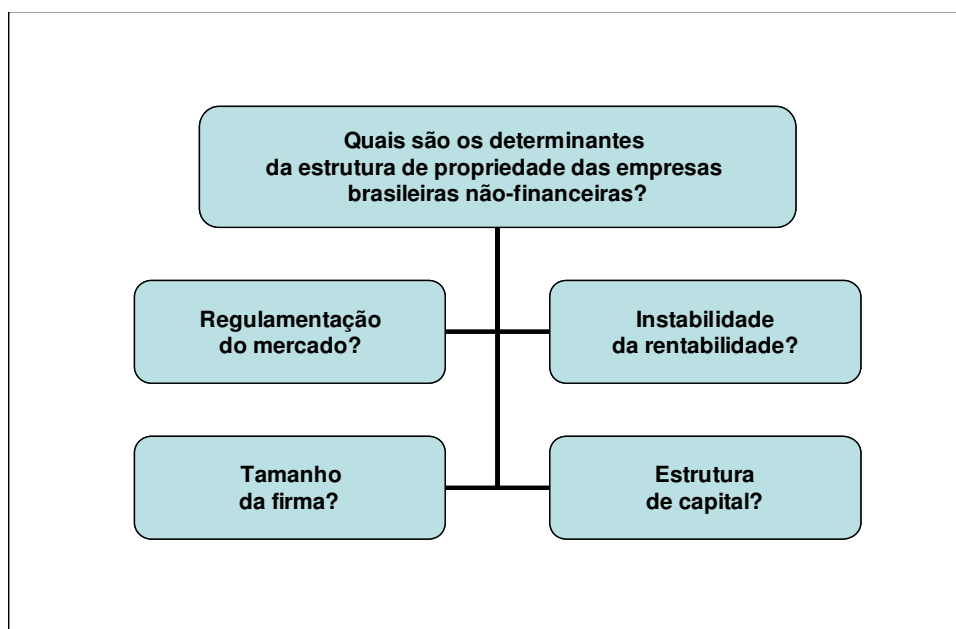 Quais são os determinantes
da estrutura de propriedade das empresas
brasileiras não-financeiras?
Regulamentação
do mercado?
Instabilidade
da rentabilidade?
Tamanho
da firma?
Estrutura
de capital?